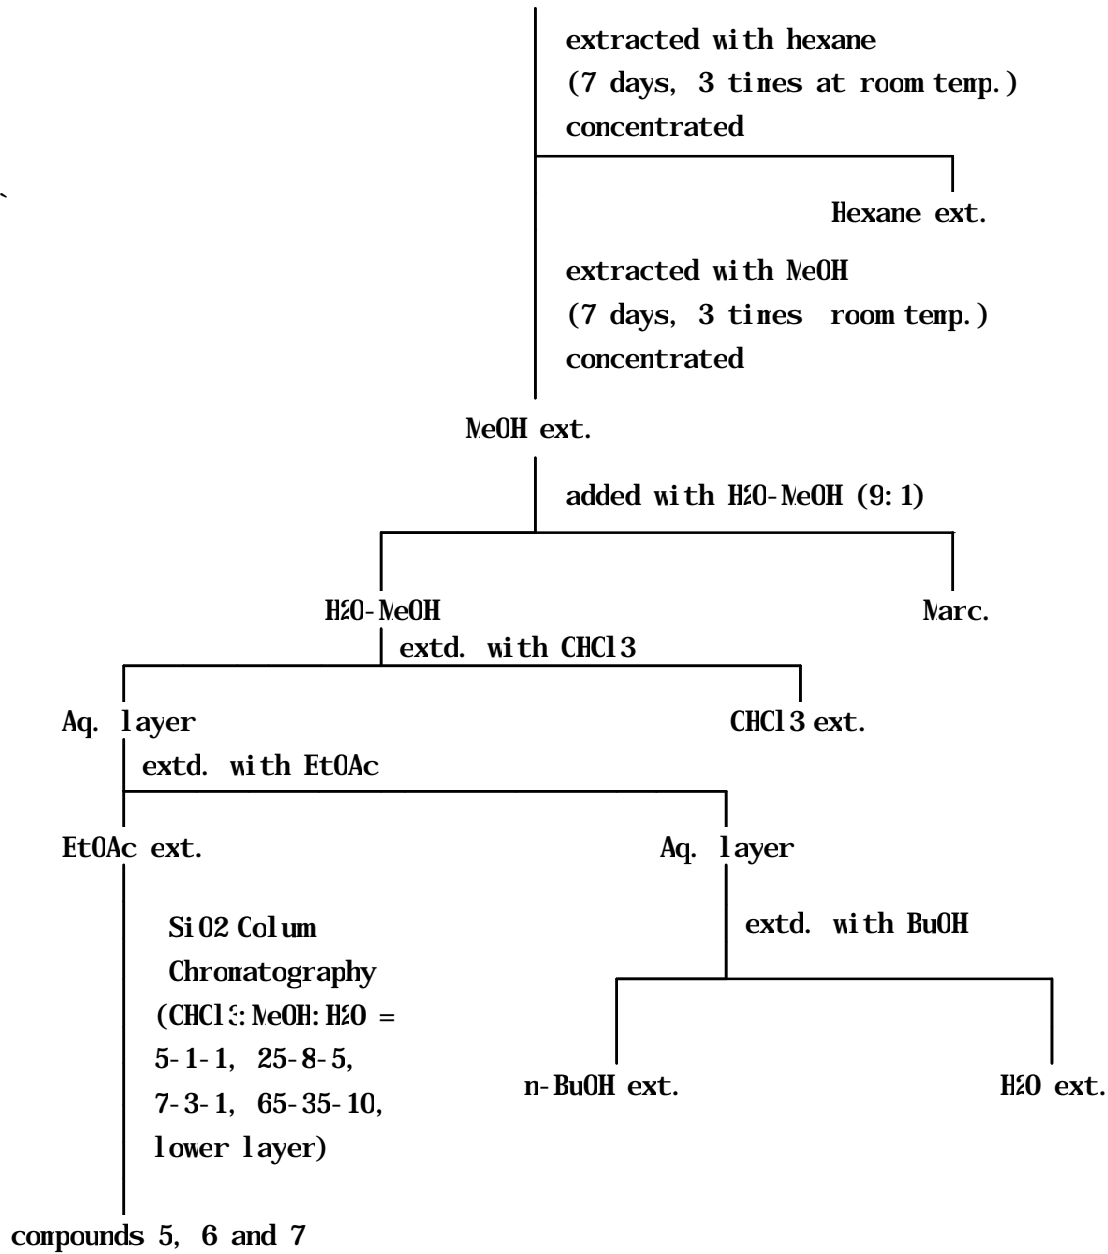 extracted with hexane
(7 days, 3 times at room temp.)
concentrated
Hexane ext.
extracted with MeOH
(7 days, 3 times room temp.)
concentrated
MeOH ext.
added with H2O-MeOH (9:1)
H2O-MeOH
Marc.
extd. with CHCl3
Aq. layer
CHCl3 ext.
extd. with EtOAc
EtOAc ext.
Aq. layer
SiO2 Colum
Chromatography
(CHCl3:MeOH:H2O =
5-1-1, 25-8-5,
7-3-1, 65-35-10,
lower layer)
extd. with BuOH
n-BuOH ext.
H2O ext.
compounds 5, 6 and 7